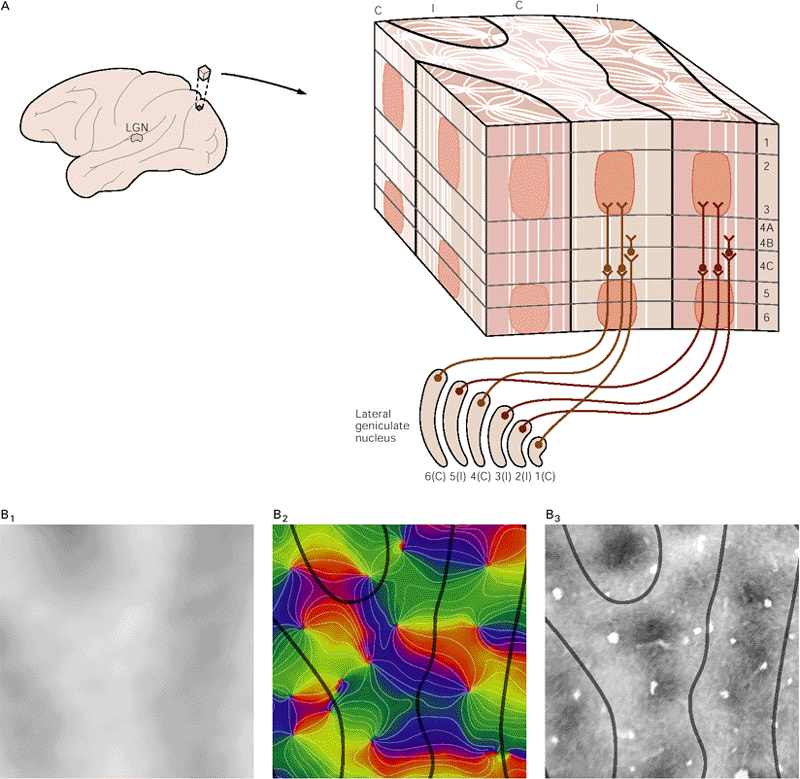 A
C I C I
LGN
1
2
3
4A
4B
4C
5
6
Lateral
geniculate
nucleus
6(C) 5(I) 4(C) 3(I) 2(I) 1(C)
B1 B2 B3